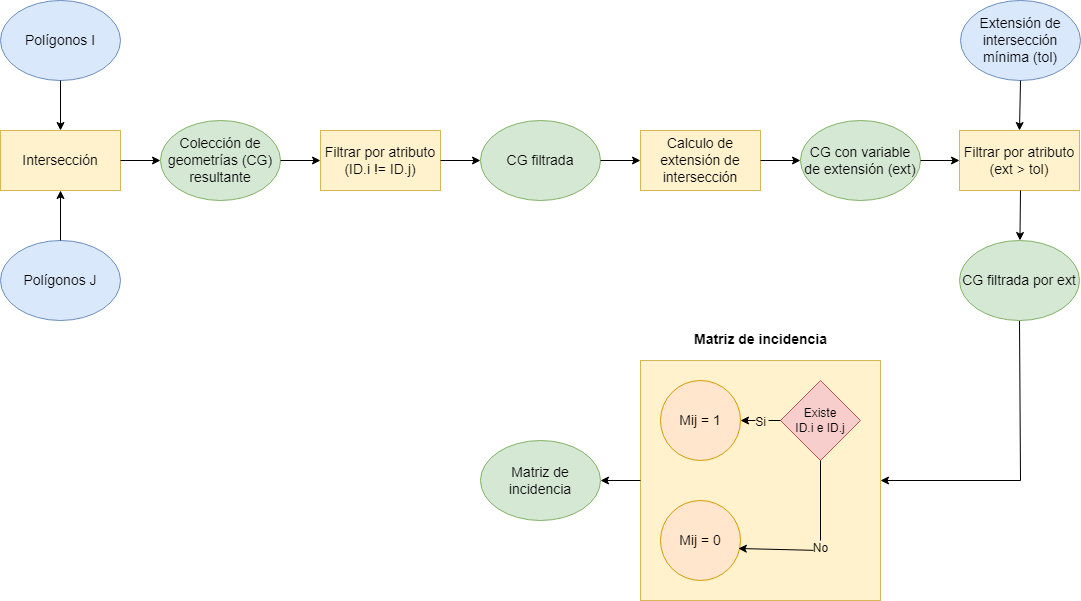 Polígonos I
Extensión de
intersección
mínima (tol)
Intersección
Colección de
geometrías (CG)
resultante
Filtrar por atributo
(ID.i != ID.j)
CG filtrada
Calculo de
extensión de
intersección
CG con variable
de extensión (ext)
Filtrar por atributo
(ext > tol)
Polígonos J
CG filtrada por ext
Matriz de incidencia
Mij = 1
Si
Existe
ID.i e ID.j
Matriz de
incidencia
Mij = 0
No